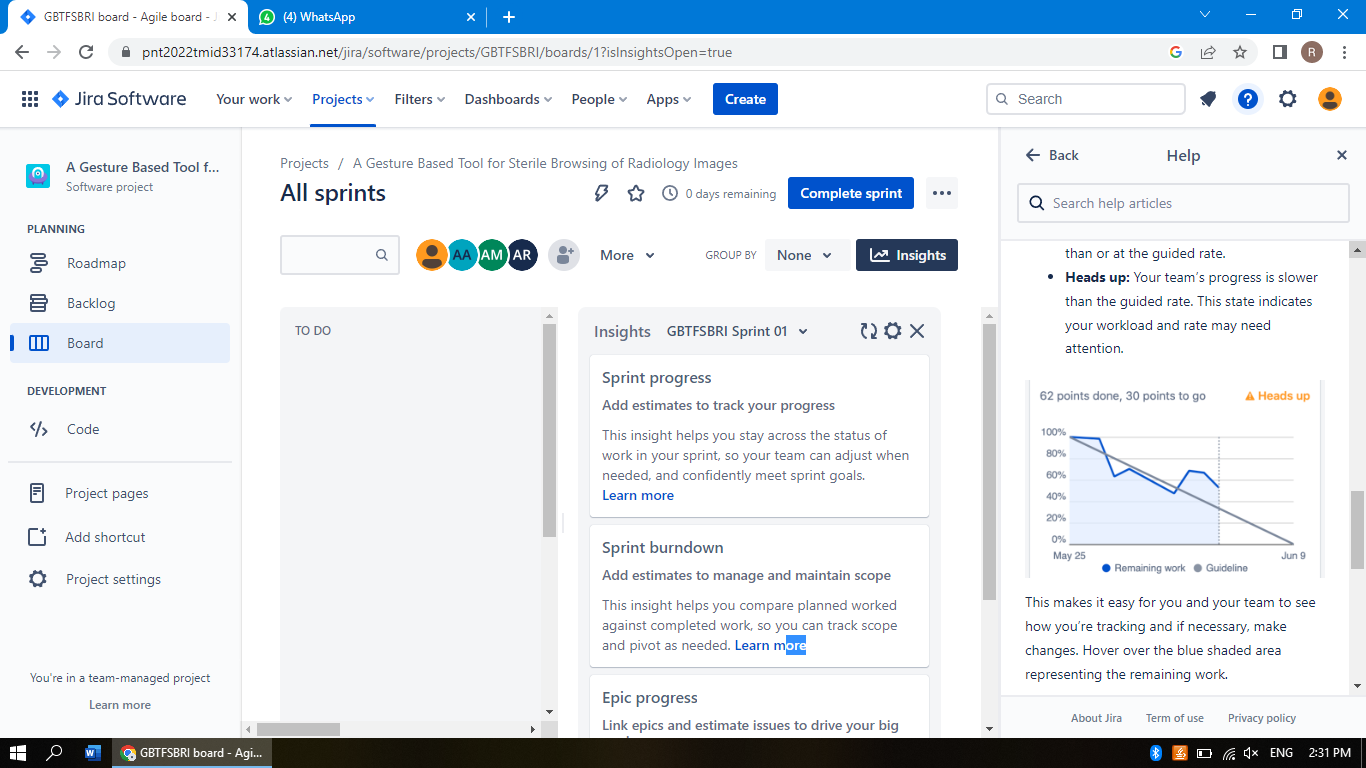 GBTFSBRI board - Agile board - J
(4) WhatsApp
pnt2022tmid33174.atlassian.net/jira/software/projects/GBTFSBRI/boards/1?isInsightsOpen=true
R
Jira Software
Your work
Projects
Filters
Dashboards
People
Apps
Create
Search
A Gesture Based Tool f...
Software project
PLANNING
Roadmap
Backlog
Board
DEVELOPMENT
Code
Project pages
Add shortcut
Project settings
You're in a team-managed project
Learn more
Projects / A Gesture Based Tool for Sterile Browsing of Radiology Images
All sprints
0 days remaining
Complete sprint
AA
AM
AR
More
GROUP BY
None
Insights
TO DO
Insights
GBTFSBRI Sprint 01
Sprint progress
Add estimates to track your progress
This insight helps you stay across the status of
work in your sprint, so your team can adjust when
needed, and confidently meet sprint goals.
Learn more
Sprint burndown
Add estimates to manage and maintain scope
This insight helps you compare planned worked
against completed work, so you can track scope
and pivot as needed. Learn more
Epic progress
Link epics and estimate issues to drive your big
Back
Help
Search help articles
than or at the guided rate.
• Heads up: Your team's progress is slower
than the guided rate. This state indicates
your workload and rate may need
attention.
62 points done, 30 points to go
Heads up
100%
80%
60%
40%
20%
0%
May 25
Jun 9
Remaining work
Guideline
This makes it easy for you and your team to see
how you're tracking and if necessary, make
changes. Hover over the blue shaded area
representing the remaining work.
About Jira
Term of use
Privacy policy
GBTFSBRI board - Agi...
ENG
2:31 PM